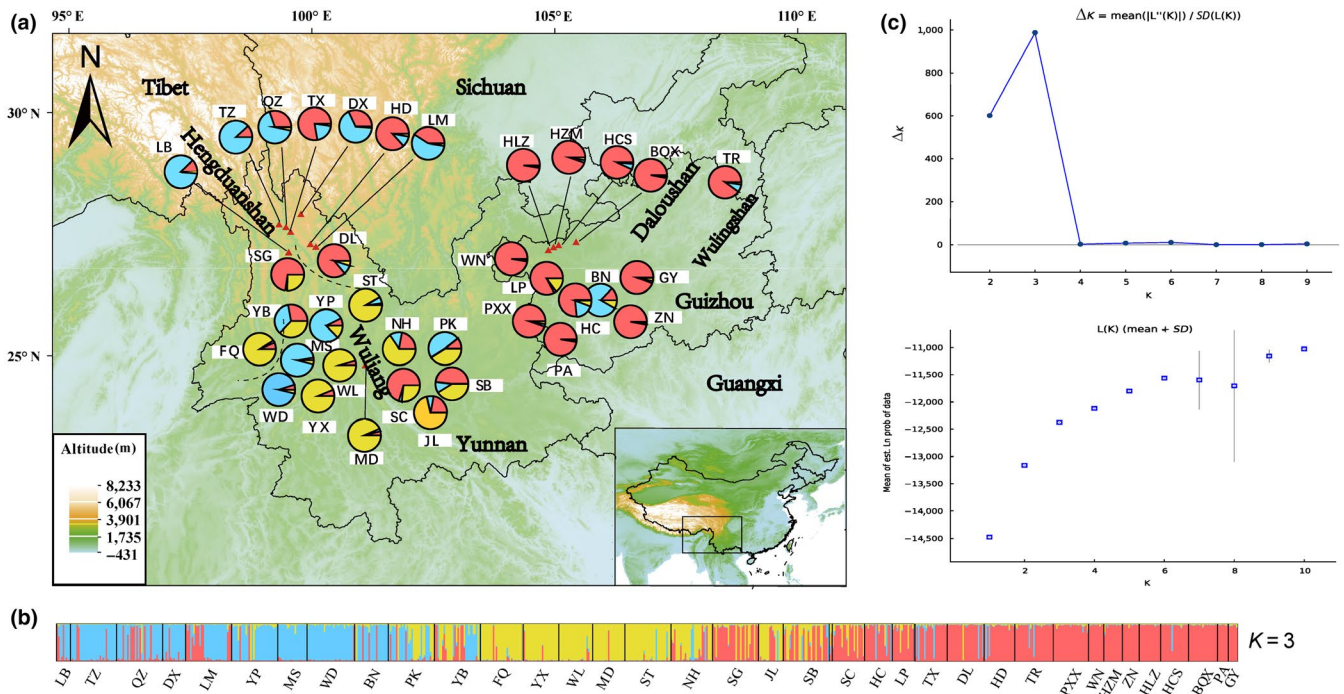 (a)
95° E
100° E
105° E
110° E
30° N
25° N
N
Tibet
Sichuan
Hengduanshan
Daloushan
Wulingshan
Guizhou
Guangxi
Wuliang
Yunnan
LB
TZ
QZ
TX
DX
HD
LM
HLZ
HZM
HCS
BQX
TR
SG
DL
ST
WN
LP
BN
GY
PXX
HC
ZN
PA
YB
YP
NH
PK
FQ
MS
WL
WD
YX
SC
SB
JL
MD
Altitude (m)
8,233
6,067
3,901
1,735
−431
(c)
ΔK = mean(|L''(K)|) / SD(L(K))
1,000
800
600
400
200
0
ΔK
2 3 4 5 6 7 8 9
K
L(K) (mean + SD)
−11,000
−11,500
−12,000
−12,500
−13,000
−13,500
−14,000
−14,500
Mean of est. Ln prob of data
2 4 6 8 10
K
(b)
K = 3
LB TZ QZ DX LM YP MS WD BN PK YB FQ YX WL MD ST NH SG JL SB SC HC LP TX DL HD TR PXX WN HZM ZN HLZ HCS BQX PA GY